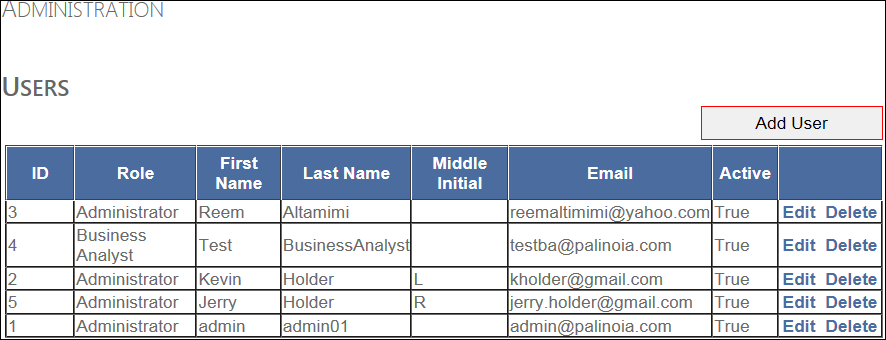 ADMINISTRATION
USERS
Add User
ID Role First Name Last Name Middle Initial Email Active
3 Administrator Reem Altamimi reemaltimimi@yahoo.com True Edit Delete
4 Business Analyst Test BusinessAnalyst testba@palinoia.com True Edit Delete
2 Administrator Kevin Holder L kholder@gmail.com True Edit Delete
5 Administrator Jerry Holder R jerry.holder@gmail.com True Edit Delete
1 Administrator admin admin01 admin@palinoia.com True Edit Delete